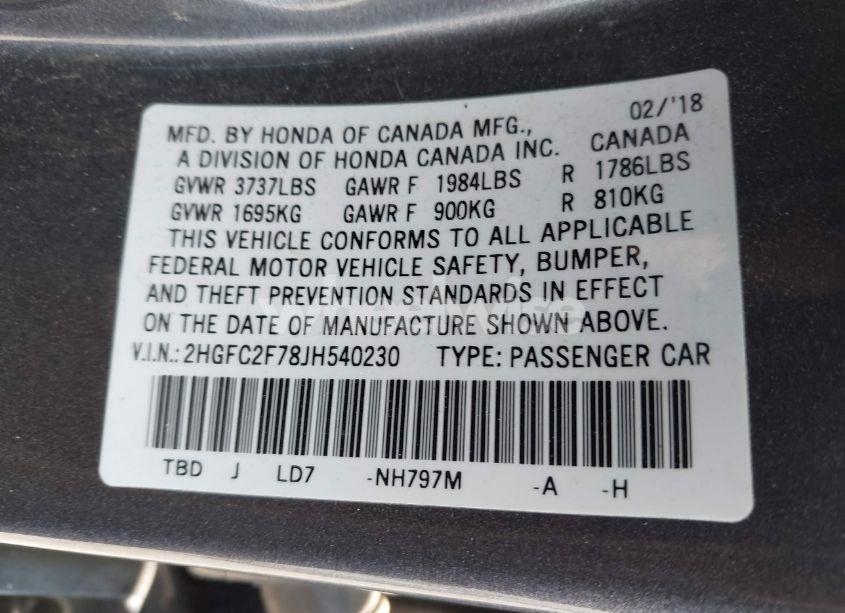 02/'18
MFD. BY HONDA OF CANADA MFG.,
A DIVISION OF HONDA CANADA INC. CANADA
GVWR 3737LBS GAWR F 1984LBS R 1786LBS
GVWR 1695KG GAWR F 900KG R 810KG
THIS VEHICLE CONFORMS TO ALL APPLICABLE
FEDERAL MOTOR VEHICLE SAFETY, BUMPER,
AND THEFT PREVENTION STANDARDS IN EFFECT
ON THE DATE OF MANUFACTURE SHOWN ABOVE.
V.I.N.: 2HGFC2F78JH540230 TYPE: PASSENGER CAR
TBD J LD7 -NH797M -A -H